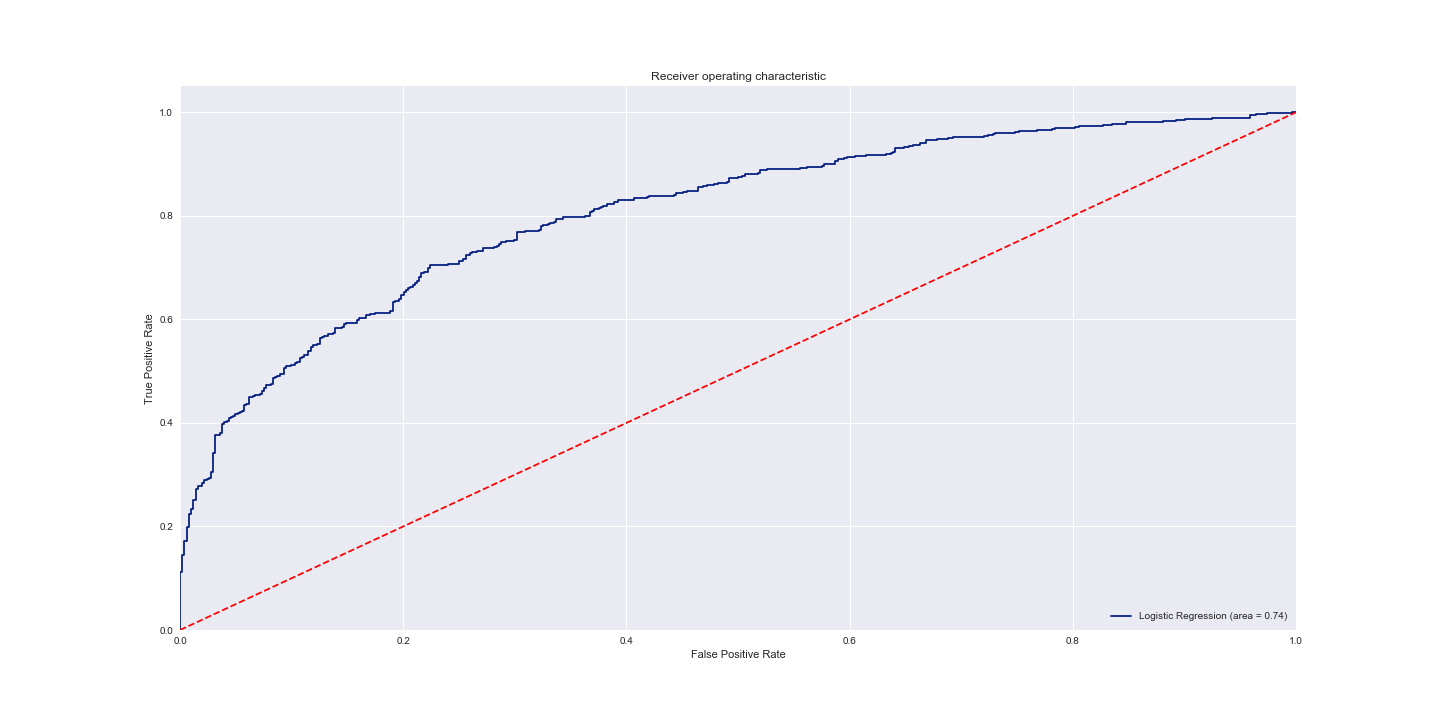 Receiver operating characteristic
1.0
0.8
0.6
0.4
0.2
0.0
True Positive Rate
0.0 0.2 0.4 0.6 0.8 1.0
False Positive Rate
Logistic Regression (area = 0.74)